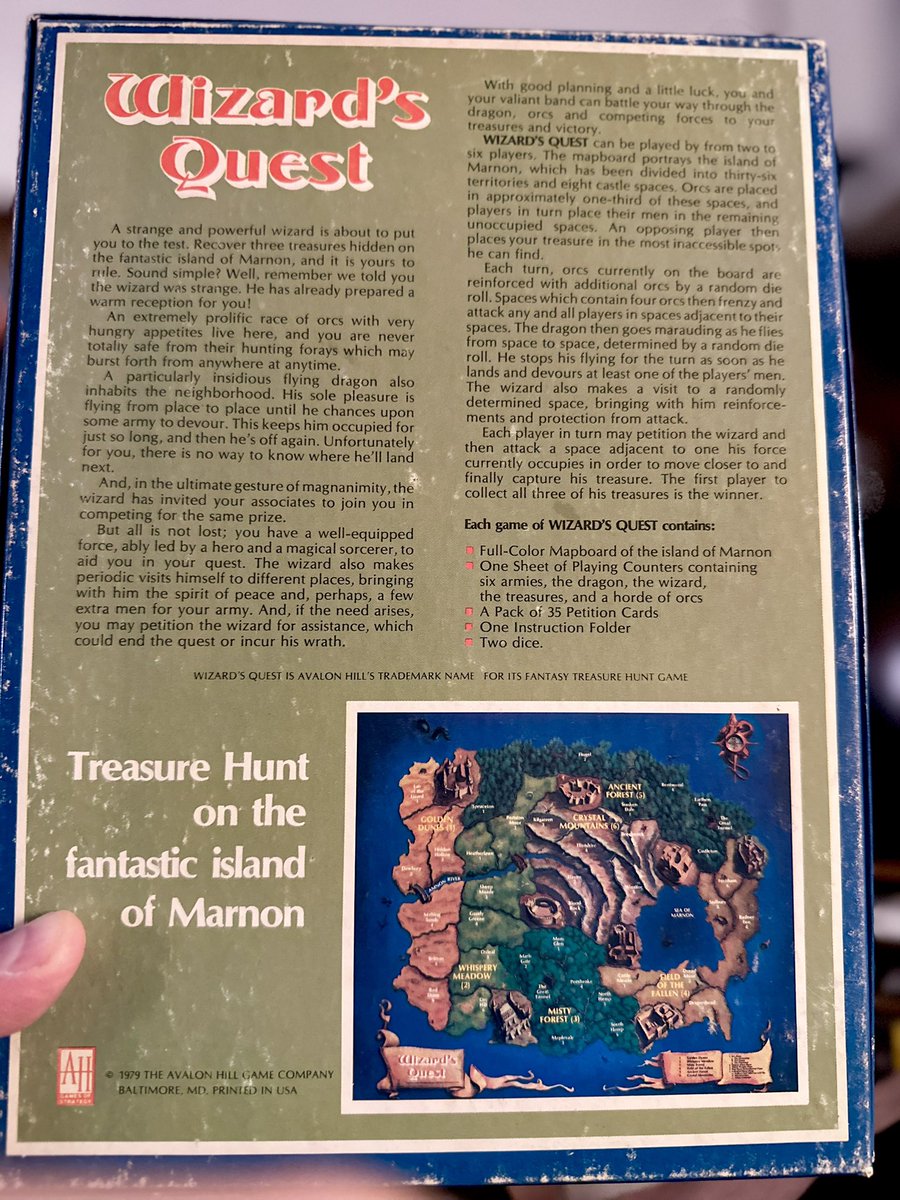 Wizard's
Quest
A strange and powerful wizard is about to put
you to the test. Recover three treasures hidden on
the fantastic island of Marnon, and it is yours to
rule. Sound simple? Well, remember we told you
the wizard was strange. He has already prepared a
warm reception for you!
An extremely prolific race of orcs with very
hungry appetites live here, and you are never
totally safe from their hunting forays which may
burst forth from anywhere at anytime.
A particularly insidious flying dragon also
inhabits the neighborhood. His sole pleasure is
flying from place to place until he chances upon
some army to devour. This keeps him occupied for
just so long, and then he's off again. Unfortunately
for you, there is no way to know where he'll land
next.
And, in the ultimate gesture of magnanimity, the
wizard has invited your associates to join you in
competing for the same prize.
But all is not lost; you have a well-equipped
force, ably led by a hero and a magical sorcerer, to
aid you in your quest. The wizard also makes
periodic visits himself to different places, bringing
with him the spirit of peace and, perhaps, a few
extra men for your army. And, if the need arises,
you may petition the wizard for assistance, which
could end the quest or incur his wrath.
With good planning and a little luck, you and
your valiant band can battle your way through the
dragon, orcs and competing forces to your
treasures and victory.
WIZARD'S QUEST can be played by from two to
six players. The mapboard portrays the island of
Marnon, which has been divided into thirty-six
territories and eight castle spaces. Orcs are placed
in approximately one-third of these spaces, and
players in turn place their men in the remaining
unoccupied spaces. An opposing player then
places your treasure in the most inaccessible spot
he can find.
Each turn, orcs currently on the board are
reinforced with additional orcs by a random die
roll. Spaces which contain four orcs then frenzy and
attack any and all players in spaces adjacent to their
spaces. The dragon then goes marauding as he flies
from space to space, determined by a random die
roll. He stops his flying for the turn as soon as he
lands and devours at least one of the players' men.
The wizard also makes a visit to a randomly
determined space, bringing with him reinforce-
ments and protection from attack.
Each player in turn may petition the wizard and
then attack a space adjacent to one his force
currently occupies in order to move closer to and
finally capture his treasure. The first player to
collect all three of his treasures is the winner.
Each game of WIZARD'S QUEST contains:
Full-Color Mapboard of the island of Marnon
One Sheet of Playing Counters containing
six armies, the dragon, the wizard,
the treasures, and a horde of orcs
A Pack of 35 Petition Cards
One Instruction Folder
Two dice.
WIZARD'S QUEST IS AVALON HILL'S TRADEMARK NAME FOR ITS FANTASY TREASURE HUNT GAME
Treasure Hunt
on the
fantastic island
of Marnon
ANCIENT
FOREST (5)
GOLDEN
DUNES (1)
CRYSTAL
MOUNTAINS (6)
Heatherlawn
SEA OF
MARNON
WHISPERY
MEADOW
(2)
MISTY
FOREST (3)
FIELD
OF THE
FALLEN (4)
The
Great
Tunnel
North
Hemp
South
Hemp
Dragonhead
Wizard's
Quest
AH
GAMES OF
STRATEGY
© 1979 THE AVALON HILL GAME COMPANY
BALTIMORE, MD. PRINTED IN USA